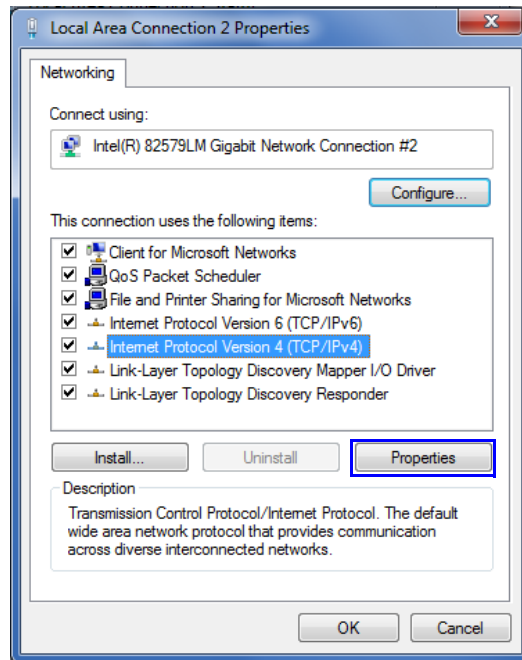 Local Area Connection 2 Properties
Networking
Connect using:
Intel(R) 82579LM Gigabit Network Connection #2
Configure...
This connection uses the following items:
Client for Microsoft Networks
QoS Packet Scheduler
File and Printer Sharing for Microsoft Networks
Internet Protocol Version 6 (TCP/IPv6)
Internet Protocol Version 4 (TCP/IPv4)
Link-Layer Topology Discovery Mapper I/O Driver
Link-Layer Topology Discovery Responder
Install... Uninstall Properties
Description
Transmission Control Protocol/Internet Protocol. The default
wide area network protocol that provides communication
across diverse interconnected networks.
OK Cancel